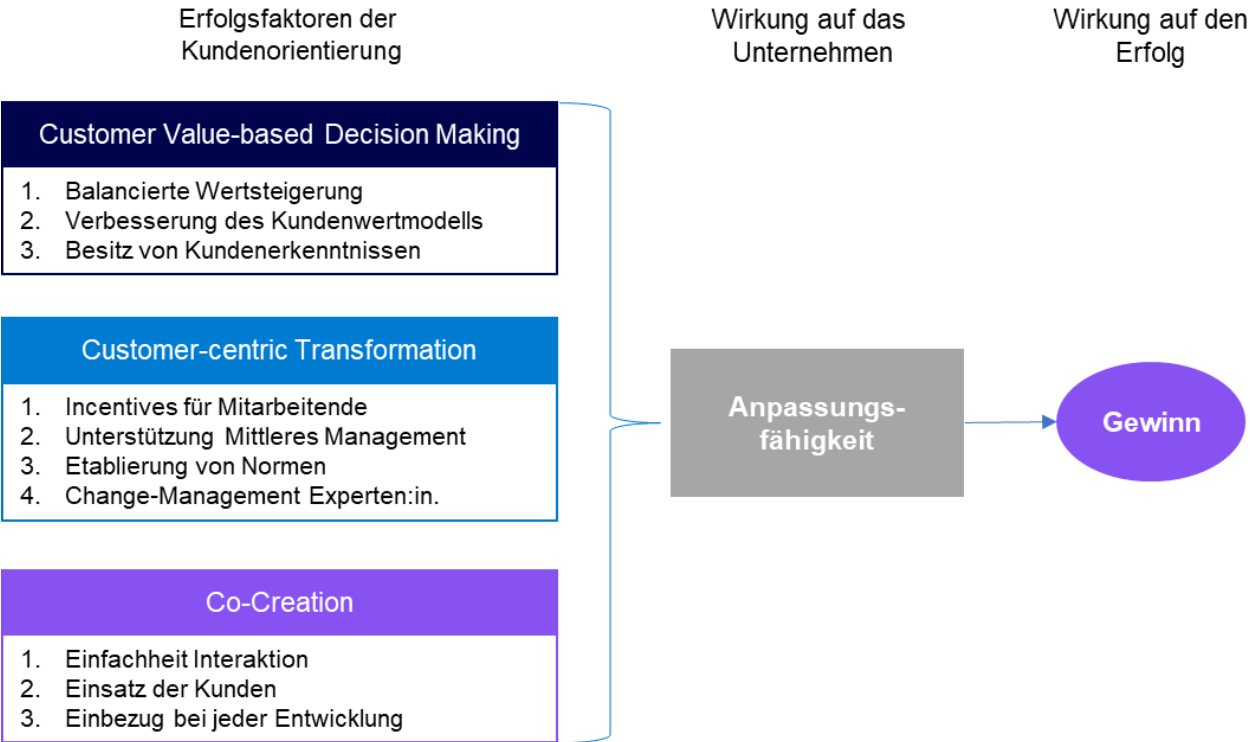 Erfolgsfaktoren der
Kundenorientierung
Wirkung auf das
Unternehmen
Wirkung auf den
Erfolg
Customer Value-based Decision Making
1. Balancierte Wertsteigerung
2. Verbesserung des Kundenwertmodells
3. Besitz von Kundenerkenntnissen
Customer-centric Transformation
1. Incentives für Mitarbeitende
2. Unterstützung Mittleres Management
3. Etablierung von Normen
4. Change-Management Experten:in.
Anpassungs-
fähigkeit
Gewinn
Co-Creation
1. Einfachheit Interaktion
2. Einsatz der Kunden
3. Einbezug bei jeder Entwicklung